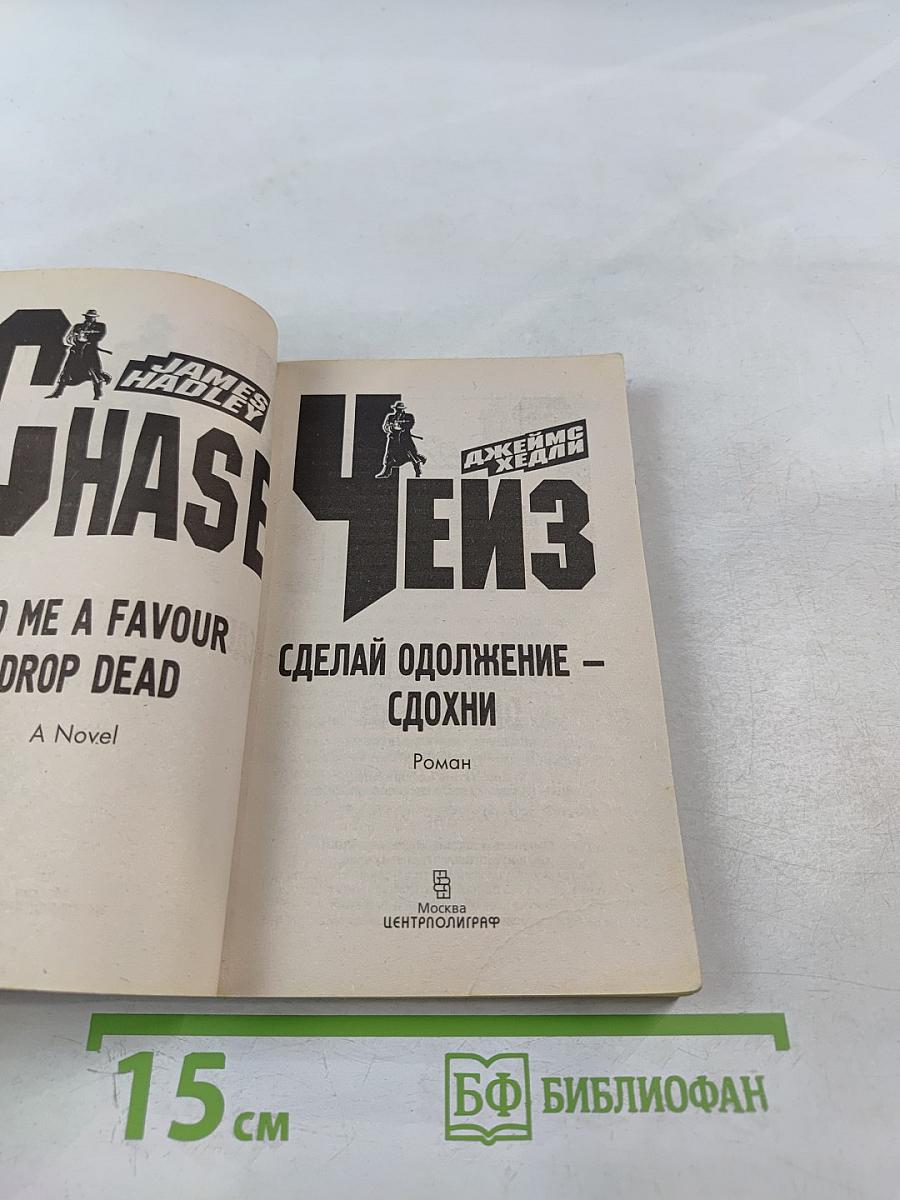 JAMES
HADLEY
CHASE
ME A FAVOUR
DROP DEAD
A Novel
ДЖЕЙМС
ХЕДЛИ
ЧЕЙЗ
СДЕЛАЙ ОДОЛЖЕНИЕ –
СДОХНИ
Роман
Москва
ЦЕНТРПОЛИГРАФ
15 см
БФ БИБЛИОФАН